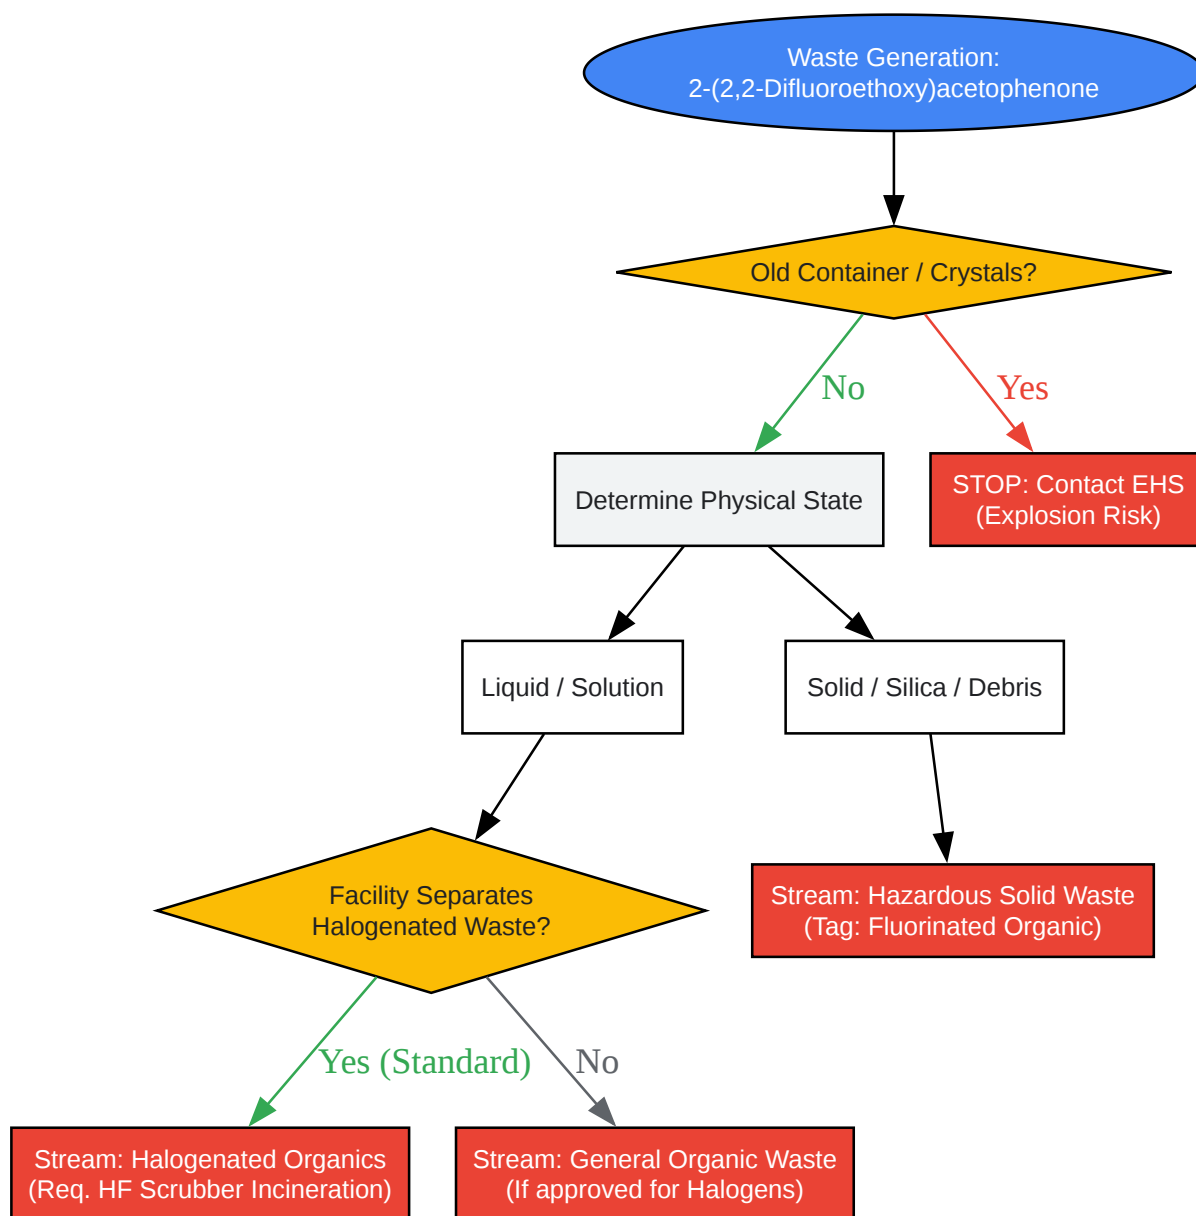 Waste Generation:
2-(2,2-Difluoroethoxy)acetophenone
Old Container / Crystals?
No
Yes
Determine Physical State
STOP: Contact EHS
(Explosion Risk)
Liquid / Solution
Solid / Silica / Debris
Facility Separates
Halogenated Waste?
Stream: Hazardous Solid Waste
(Tag: Fluorinated Organic)
Yes (Standard)
No
Stream: Halogenated Organics
(Req. HF Scrubber Incineration)
Stream: General Organic Waste
(If approved for Halogens)